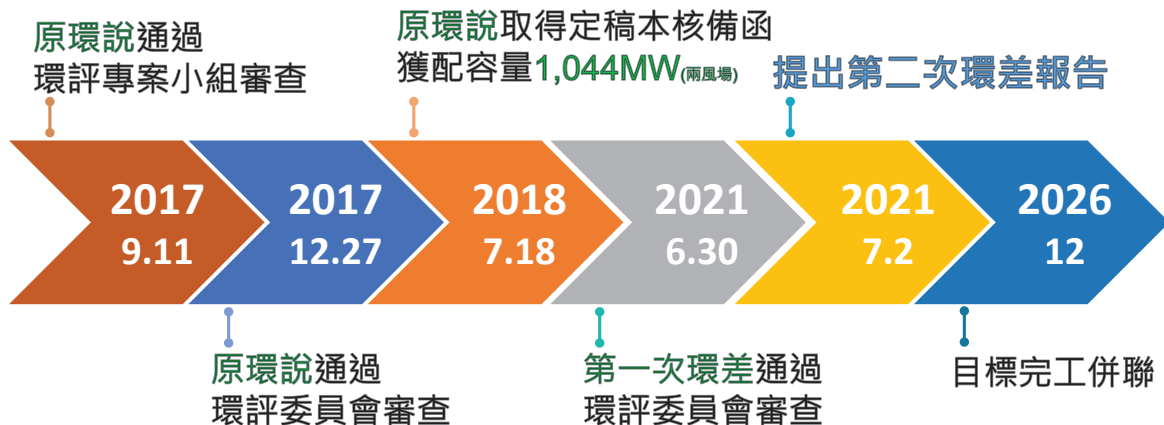 原環說通過
環評專案小組審查
原環說取得定稿本核備函
獲配容量1,044MW(兩風場)
提出第二次環差報告
2017
9.11
2017
12.27
2018
7.18
2021
6.30
2021
7.2
2026
12
原環說通過
環評委員會審查
第一次環差通過
環評委員會審查
目標完工併聯